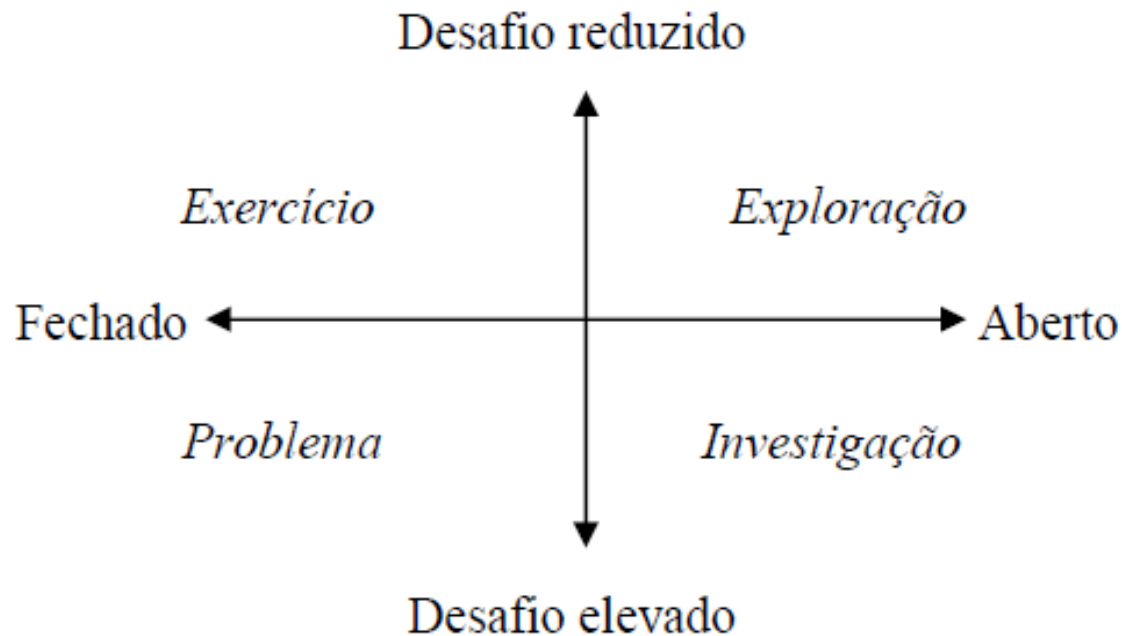 Desafio reduzido
Exercício
Exploração
Fechado
Aberto
Problema
Investigação
Desafio elevado